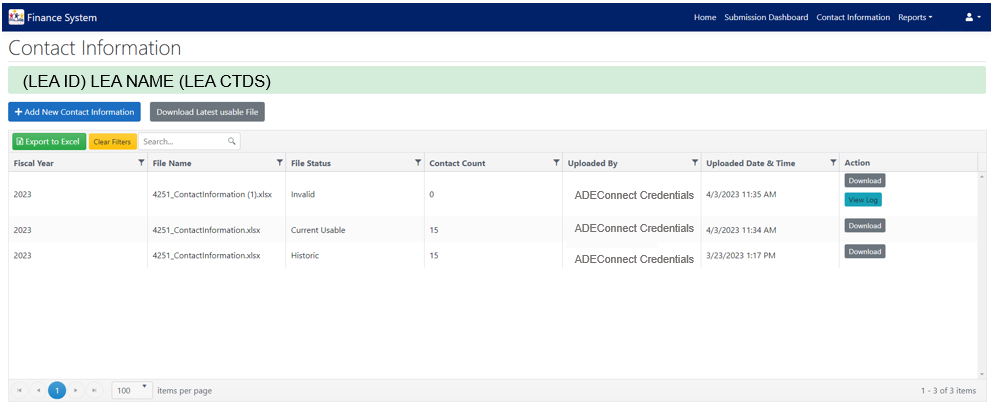 Finance System Home Submission Dashboard Contact Information Reports
Contact Information
(LEA ID) LEA NAME (LEA CTDS)
+ Add New Contact Information Download Latest usable File
Export to Excel Clear Filters Search...
Fiscal Year File Name File Status Contact Count Uploaded By Uploaded Date & Time Action
2023 4251_ContactInformation (1).xlsx Invalid 0 ADEConnect Credentials 4/3/2023 11:35 AM Download
View Log
2023 4251_ContactInformation.xlsx Current Usable 15 ADEConnect Credentials 4/3/2023 11:34 AM Download
2023 4251_ContactInformation.xlsx Historic 15 ADEConnect Credentials 3/23/2023 1:17 PM Download
1 100 items per page 1 - 3 of 3 items